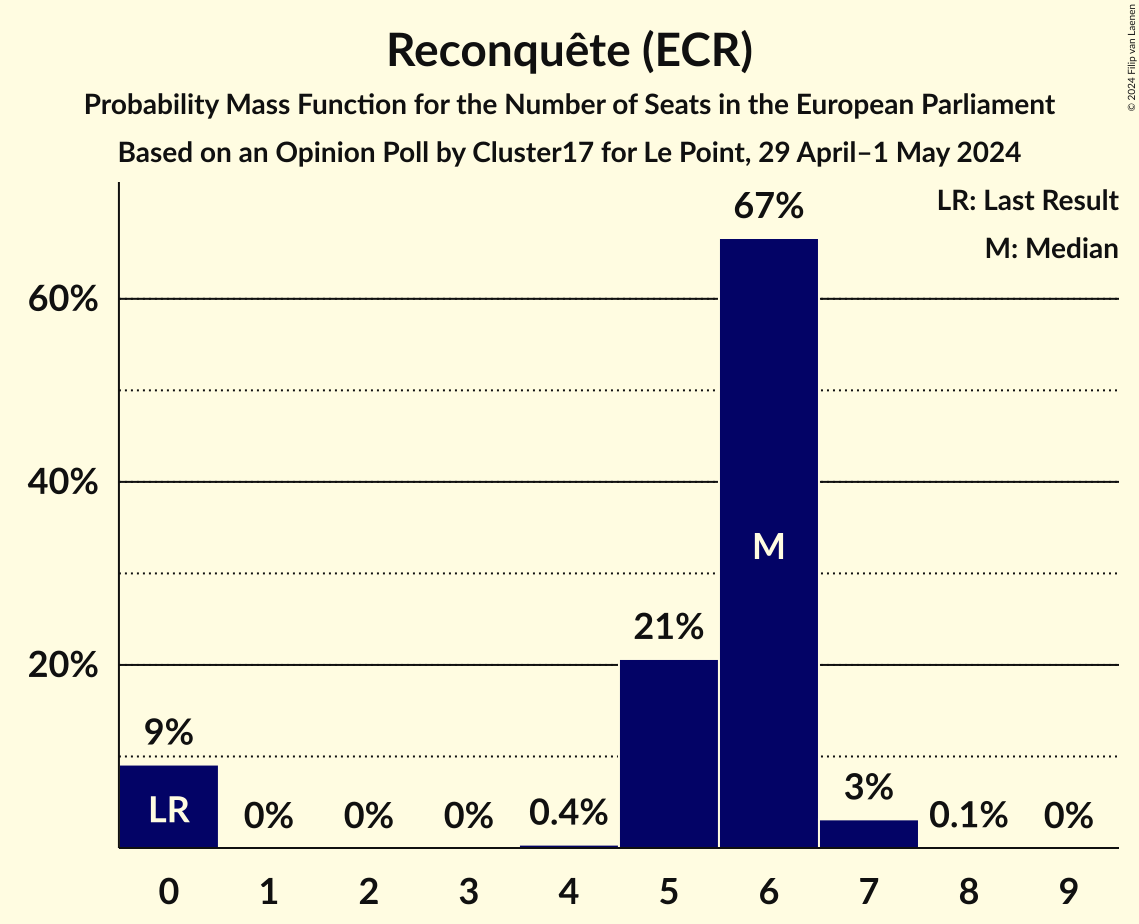 Reconquête (ECR)
Probability Mass Function for the Number of Seats in the European Parliament
Based on an Opinion Poll by Cluster17 for Le Point, 29 April–1 May 2024
© 2024 Filip van Laenen
LR: Last Result
M: Median
67%
60%
40%
M
21%
20%
9%
LR
0%
0%
0%
0.4%
3%
0.1%
0%
0 1 2 3 4 5 6 7 8 9